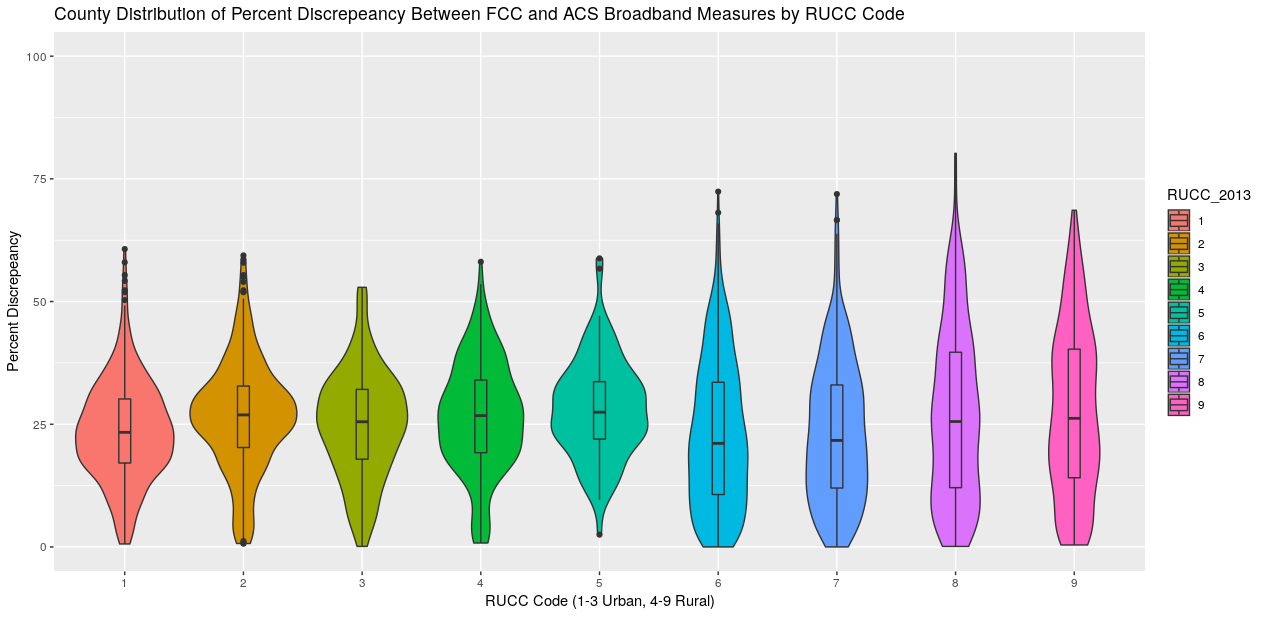 County Distribution of Percent Discrepeancy Between FCC and ACS Broadband Measures by RUCC Code
Percent Discrepeancy
100
75
50
25
0
1 2 3 4 5 6 7 8 9
RUCC Code (1-3 Urban, 4-9 Rural)
RUCC_2013
1
2
3
4
5
6
7
8
9